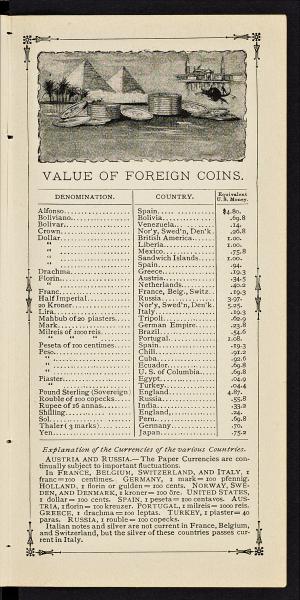 VALUE OF FOREIGN COINS.
DENOMINATION. COUNTRY. Equivalent U.S. Money.
Alfonso Spain $4.80.
Boliviano Bolivia .69.8
Bolivar Venezuela .14.
Crown Nor'y, Swed'n, Den'k .26.8
Dollar British America 1.00.
" Liberia 1.00.
" Mexico .75.8
" Sandwich Islands 1.00.
" Spain .94.
Drachma Greece .19.3
Florin Austria .34.5
" Netherlands .40.2
Franc France, Belg., Switz. .19.3
Half Imperial Russia 3.97.
20 Kroner Nor'y, Swed'n, Den'k 5.25.
Lira Italy .19.3
Mahbub of 20 piasters Tripoli .62.9
Mark German Empire .23.8
Milreis of 1000 reis Brazil .54.6
" " " Portugal 1.08.
Peseta of 100 centimes Spain .19.3
Peso Chili .91.2
" Cuba .92.6
" Ecuador .69.8
" U. S. of Columbia .69.8
Piaster Egypt .04.9
" Turkey .04.4
Pound Sterling (Sovereign) England 4.87.
Rouble of 100 copecks Russia .55.8
Rupee of 16 annas India .33.2
Shilling England .24.
Sol Peru .69.8
Thaler (3 marks) Germany .70.
Yen Japan .75.2
Explanation of the Currencies of the various Countries.
AUSTRIA AND RUSSIA.—The Paper Currencies are con-
tinually subject to important fluctuations.
In FRANCE, BELGIUM, SWITZERLAND, AND ITALY, 1
franc=100 centimes. GERMANY, 1 mark=100 pfennig.
HOLLAND, 1 florin or gulden=100 cents. NORWAY, SWE-
DEN, AND DENMARK, 1 kroner=100 öre. UNITED STATES,
1 dollar=100 cents. SPAIN, 1 peseta=100 centavos. AUS-
TRIA, 1 florin=100 kreuzer. PORTUGAL, 1 milreis=1000 reis.
GREECE, 1 drachma=100 leptas. TURKEY, 1 piaster=40
paras. RUSSIA, 1 rouble=100 copecks.
Italian notes and silver are not current in France, Belgium,
and Switzerland, but the silver of these countries passes cur-
rent in Italy.